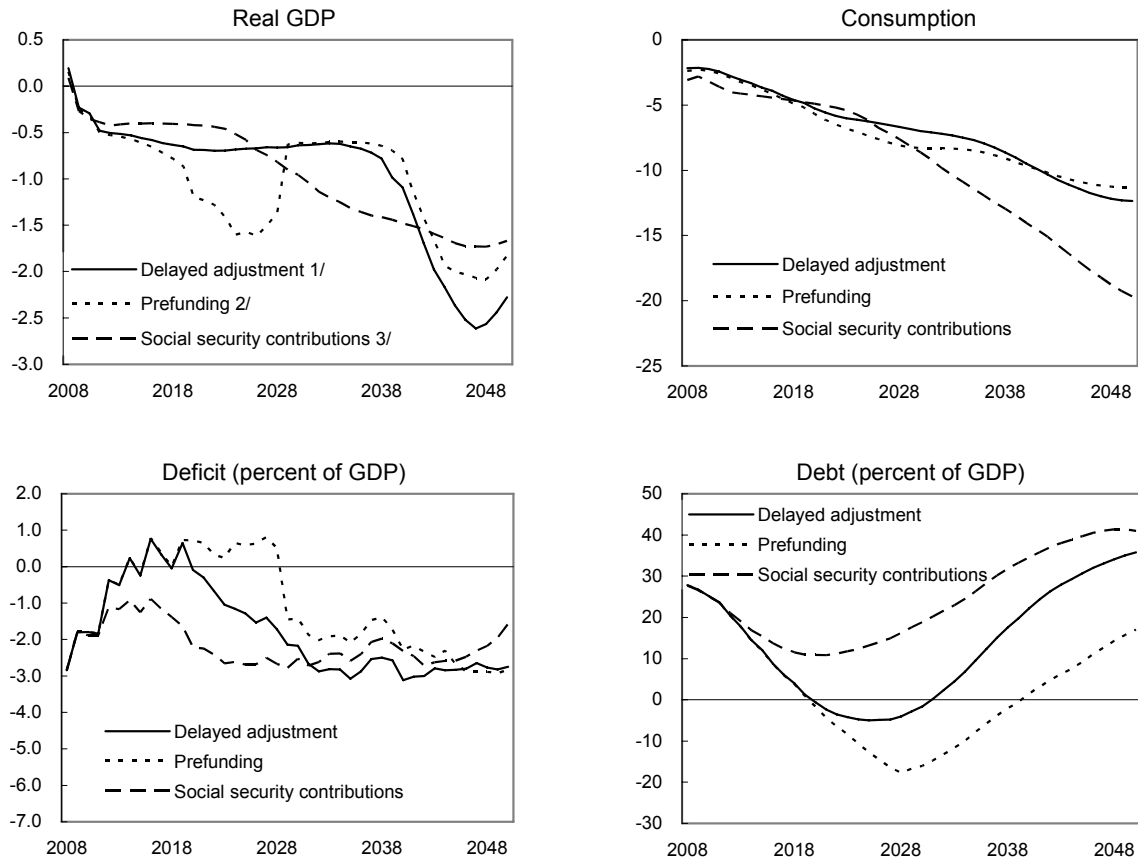 Real GDP
0.5
0.0
-0.5
-1.0
-1.5
-2.0
-2.5
-3.0
Delayed adjustment 1/
Prefunding 2/
Social security contributions 3/
2008 2018 2028 2038 2048
Consumption
0
-5
-10
-15
-20
-25
Delayed adjustment
Prefunding
Social security contributions
2008 2018 2028 2038 2048
Deficit (percent of GDP)
2.0
1.0
0.0
-1.0
-2.0
-3.0
-4.0
-5.0
-6.0
-7.0
Delayed adjustment
Prefunding
Social security contributions
2008 2018 2028 2038 2048
Debt (percent of GDP)
50
40
30
20
10
0
-10
-20
-30
Delayed adjustment
Prefunding
Social security contributions
2008 2018 2028 2038 2048